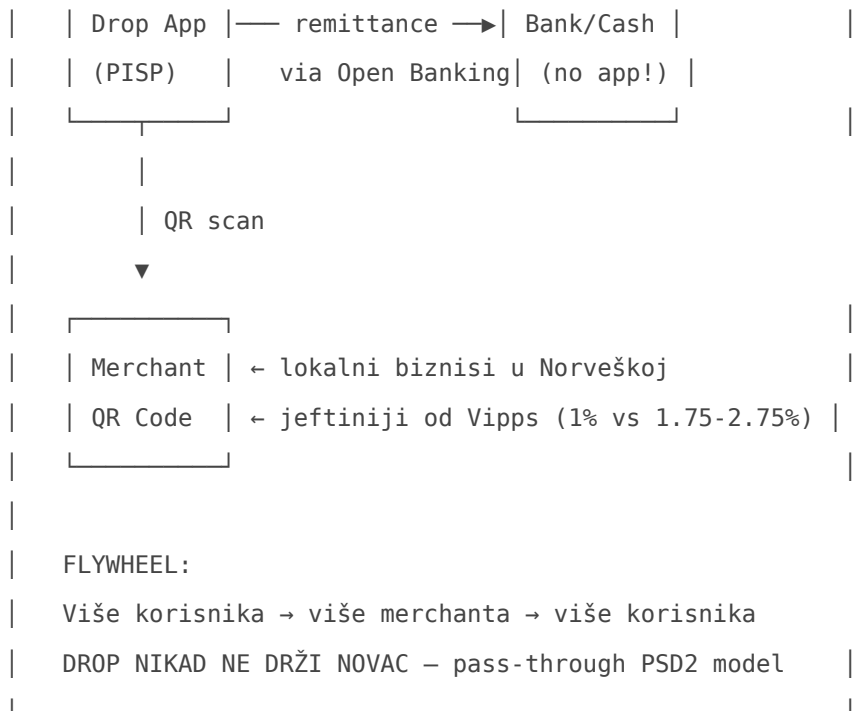 Drop App remittance Bank/Cash
(PISP) via Open Banking (no app!)
QR scan
Merchant ← lokalni biznisi u Norveškoj
QR Code ← jeftiniji od Vipps (1% vs 1.75-2.75%)
FLYWHEEL:
Više korisnika → više merchanta → više korisnika
DROP NIKAD NE DRŽI NOVAC — pass-through PSD2 model